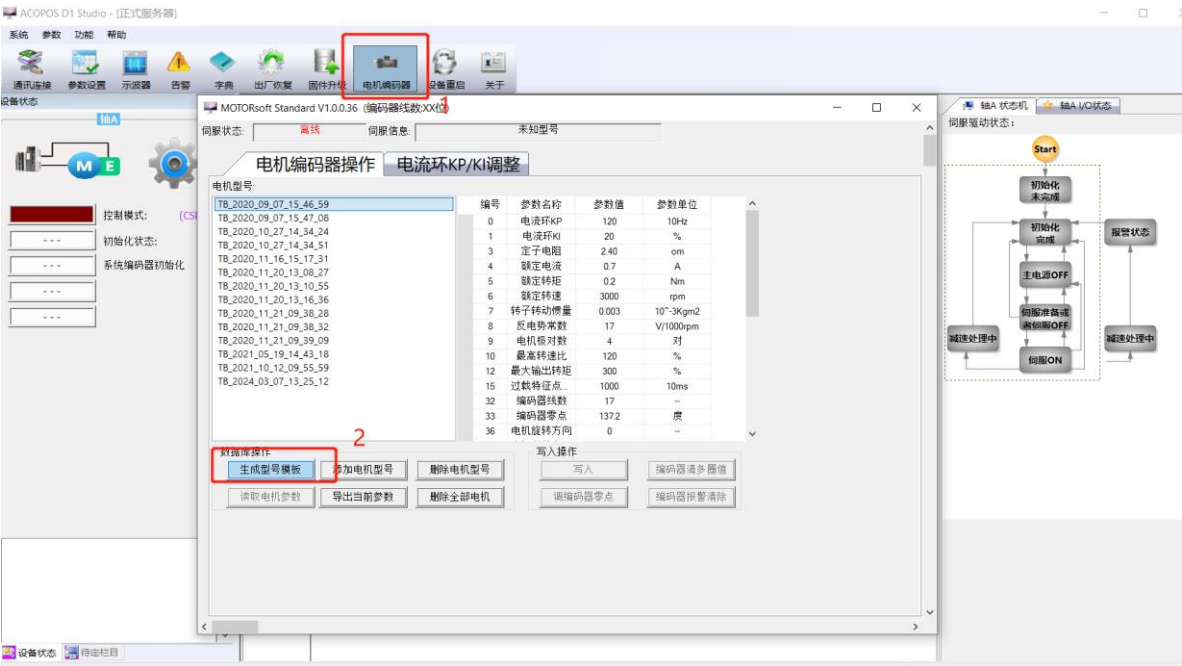 ACOPOS D1 Studio - [正式服务器]
系统 参数 功能 帮助
通讯连接 参数设置 示波器 告警 字典 出厂恢复 固件升级 电机编码器 设备重启 关于
1
设备状态
轴A
M E
控制模式: (CS
--- 初始化状态:
--- 系统编码器初始化
---
---
MOTORsoft Standard V1.0.0.36 (编码器线数:XX位)
伺服状态: 离线 伺服信息: 未知型号
电机编码器操作 电流环KP/KI调整
电机型号:
TB_2020_09_07_15_46_59
TB_2020_09_07_15_47_08
TB_2020_10_27_14_34_24
TB_2020_10_27_14_34_51
TB_2020_11_16_15_17_31
TB_2020_11_20_13_08_27
TB_2020_11_20_13_10_55
TB_2020_11_20_13_16_36
TB_2020_11_21_09_38_28
TB_2020_11_21_09_38_32
TB_2020_11_21_09_39_09
TB_2021_05_19_14_43_18
TB_2021_10_12_09_55_59
TB_2024_03_07_13_25_12
编号 参数名称 参数值 参数单位
0 电流环KP 120 10Hz
1 电流环KI 20 %
3 定子电阻 2.40 om
4 额定电流 0.7 A
5 额定转矩 0.2 Nm
6 额定转速 3000 rpm
7 转子转动惯量 0.003 10^-3Kgm2
8 反电势常数 17 V/1000rpm
9 电机极对数 4 对
10 最高转速比 120 %
12 最大输出转矩 300 %
15 过载特征点... 1000 10ms
32 编码器线数 17 --
33 编码器零点 137.2 度
36 电机旋转方向 0 --
2
数据库操作
生成型号模板 添加电机型号 删除电机型号
读取电机参数 导出当前参数 删除全部电机
写入操作
写入 编码器清多圈值
调编码器零点 编码器报警清除
轴A 状态机 轴A I/O状态
伺服驱动状态:
Start
初始化
未完成
初始化
完成
报警状态
主电源OFF
伺服准备或
者伺服OFF
减速处理中
减速处理中
伺服ON
设备状态 待定栏目